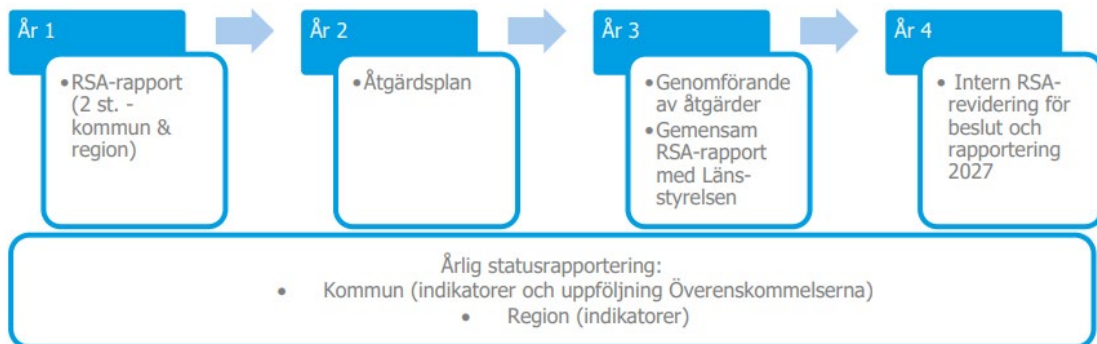 År 1
•RSA-rapport
(2 st. -
kommun &
region)
År 2
•Åtgärdsplan
År 3
•Genomförande
av åtgärder
•Gemensam
RSA-rapport
med Läns-
styrelsen
År 4
• Intern RSA-
revidering för
beslut och
rapportering
2027
Årlig statusrapportering:
• Kommun (indikatorer och uppföljning Överenskommelserna)
• Region (indikatorer)